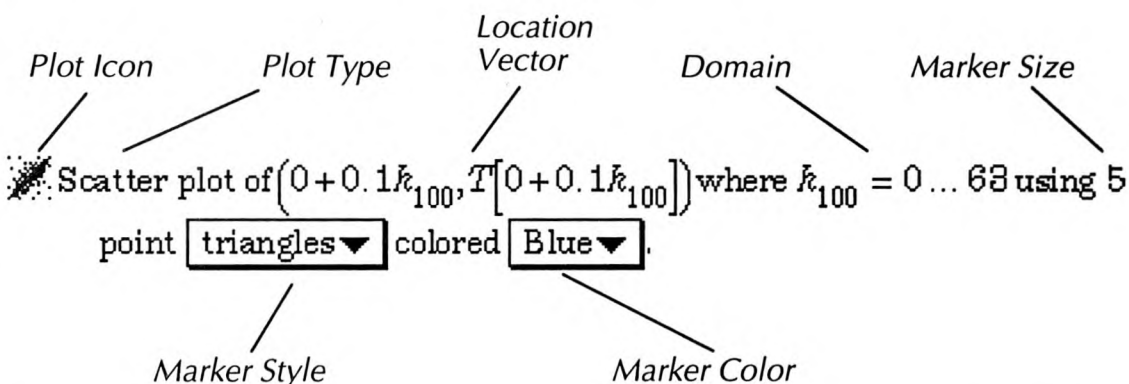 Plot Icon Plot Type Location Vector Domain Marker Size
Scatter plot of (0+0.1k₁₀₀, T[0+0.1k₁₀₀]) where k₁₀₀ = 0 ... 63 using 5
point triangles▼ colored Blue▼.
Marker Style Marker Color